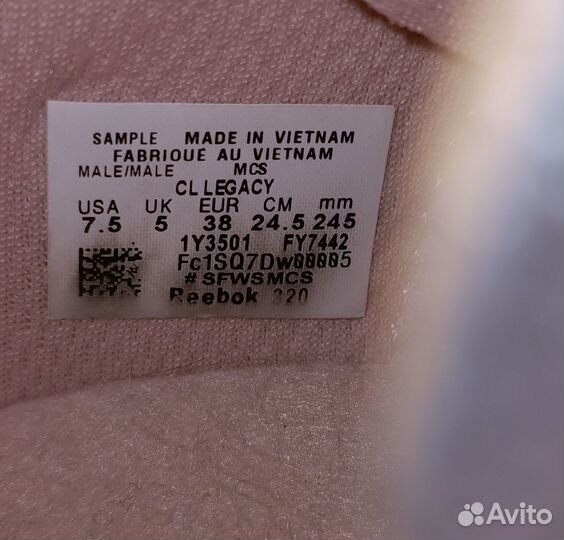 SAMPLE MADE IN VIETNAM
FABRIQUE AU VIETNAM
MALE/MALE MCS
CL LEGACY
USA UK EUR CM mm
7.5 5 38 24.5 245
1Y3501 FY7442
Fc1SQ7Dw00005
#SFWSMCS
Reebok 320
Avito